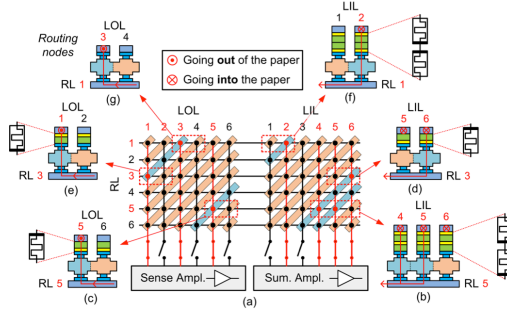 Routing nodes
LOL
3 4
RL 1
(g)
Going out of the paper
Going into the paper
LIL
1 2
RL 1
(f)
LOL
1 2
RL 3
(e)
LOL
1 2 3 4 5 6
LIL
1 2 3 4 5 6
RL
1
2
3
4
5
6
LIL
5 6
RL 3
(d)
LOL
5 6
RL 5
(c)
Sense Ampl.
Sum. Ampl.
(a)
LIL
4 5 6
RL 5
(b)